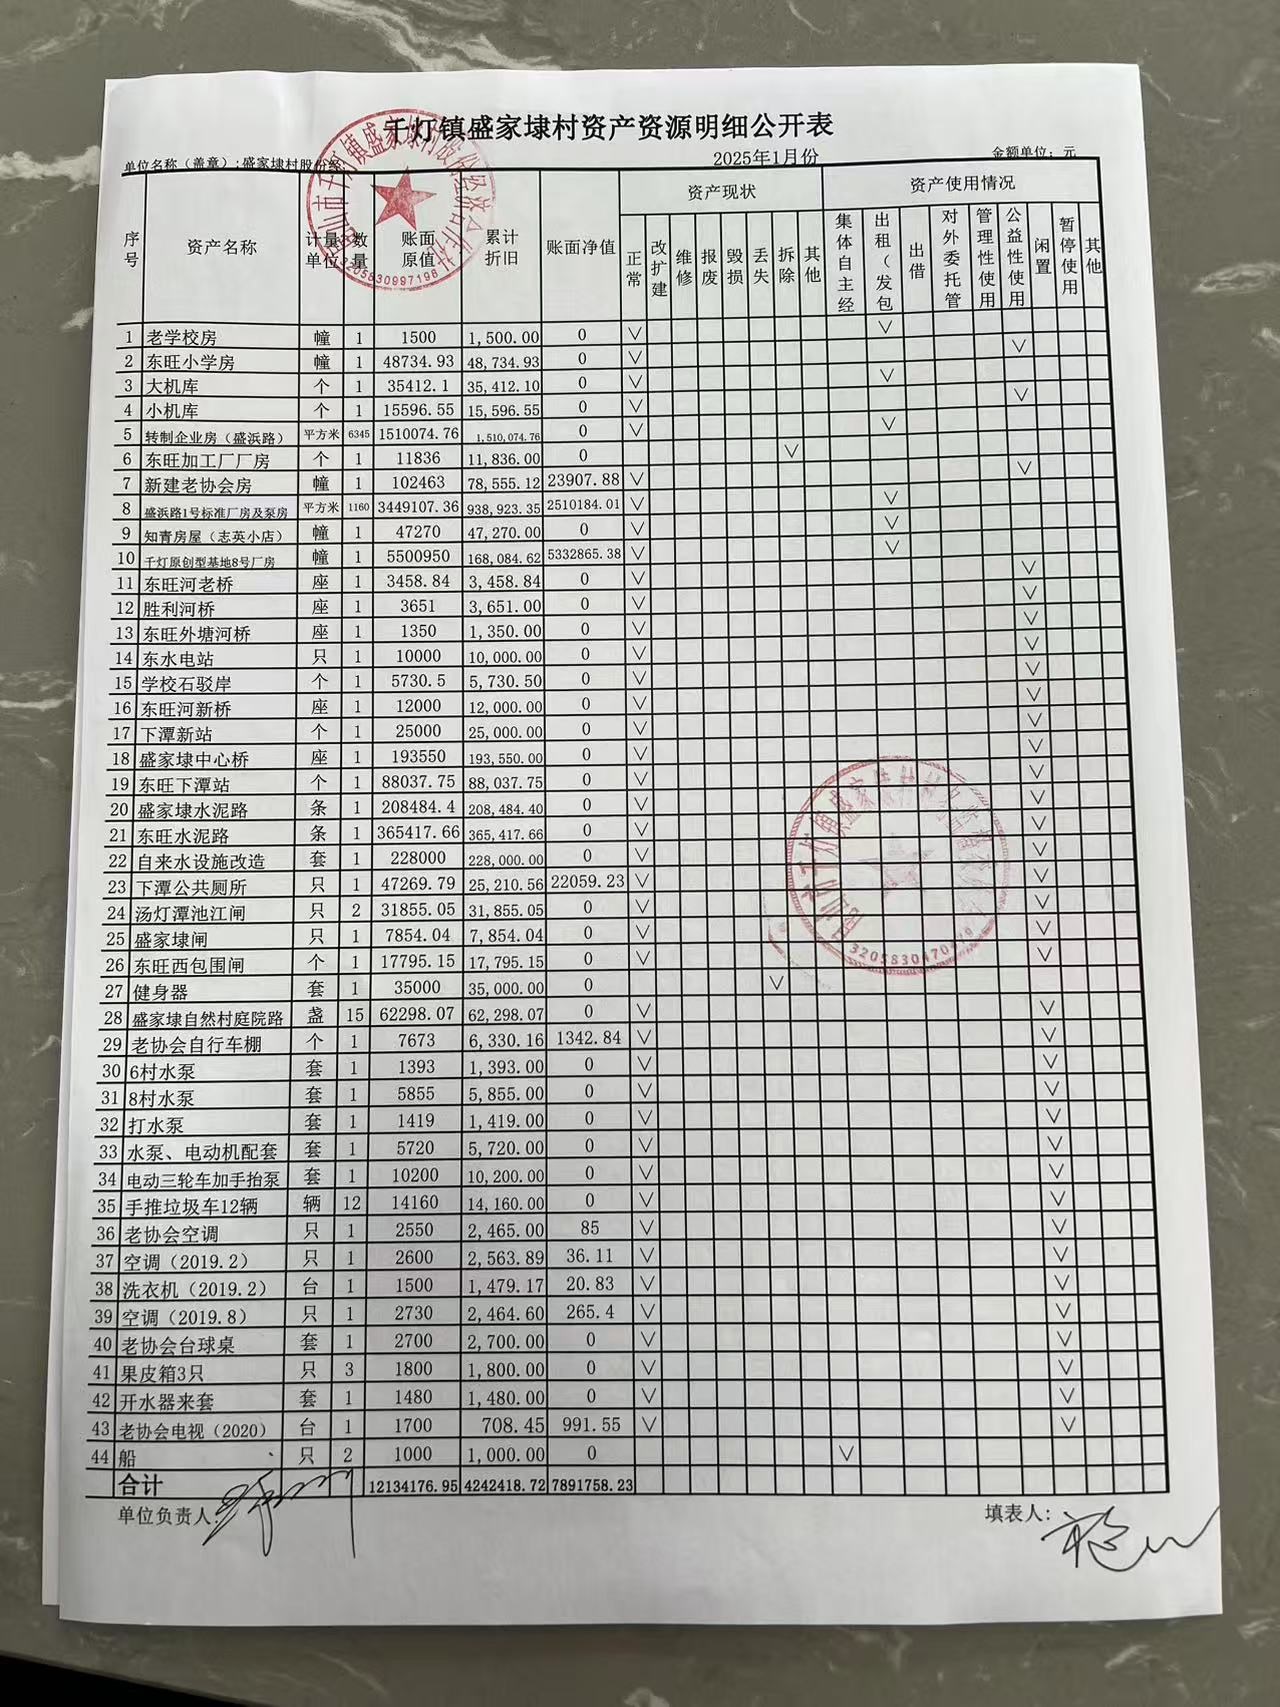 千灯镇盛家埭村资产资源明细公开表
单位名称（盖章）:盛家埭村股份经 2025年1月份 金额单位：元
序号 资产名称 计量单位 数量 账面原值 累计折旧 账面净值 资产现状 资产使用情况
正常 改扩建 维修 报废 毁损 丢失 拆除 其他 集体自主经 出租（发包 出借 对外委托管 管理性使用 公益性使用 闲置 暂停使用 其他
1 老学校房 幢 1 1500 1,500.00 0 √ √
2 东旺小学房 幢 1 48734.93 48,734.93 0 √ √
3 大机库 个 1 35412.1 35,412.10 0 √ √
4 小机库 个 1 15596.55 15,596.55 0 √ √
5 转制企业房（盛浜路） 平方米 6345 1510074.76 1,510,074.76 0 √ √
6 东旺加工厂厂房 个 1 11836 11,836.00 0 √
7 新建老协会房 幢 1 102463 78,555.12 23907.88 √ √
8 盛浜路1号标准厂房及泵房 平方米 1160 3449107.36 938,923.35 2510184.01 √ √
9 知青房屋（志英小店） 幢 1 47270 47,270.00 0 √ √
10 千灯原创型基地8号厂房 幢 1 5500950 168,084.62 5332865.38 √ √
11 东旺河老桥 座 1 3458.84 3,458.84 0 √ √
12 胜利河桥 座 1 3651 3,651.00 0 √ √
13 东旺外塘河桥 座 1 1350 1,350.00 0 √ √
14 东水电站 只 1 10000 10,000.00 0 √ √
15 学校石驳岸 个 1 5730.5 5,730.50 0 √ √
16 东旺河新桥 座 1 12000 12,000.00 0 √ √
17 下潭新站 个 1 25000 25,000.00 0 √ √
18 盛家埭中心桥 座 1 193550 193,550.00 0 √ √
19 东旺下潭站 个 1 88037.75 88,037.75 0 √ √
20 盛家埭水泥路 条 1 208484.4 208,484.40 0 √ √
21 东旺水泥路 条 1 365417.66 365,417.66 0 √ √
22 自来水设施改造 套 1 228000 228,000.00 0 √ √
23 下潭公共厕所 只 1 47269.79 25,210.56 22059.23 √ √
24 汤灯潭池江闸 只 2 31855.05 31,855.05 0 √ √
25 盛家埭闸 只 1 7854.04 7,854.04 0 √ √
26 东旺西包围闸 个 1 17795.15 17,795.15 0 √ √
27 健身器 套 1 35000 35,000.00 0 √
28 盛家埭自然村庭院路 盏 15 62298.07 62,298.07 0 √ √
29 老协会自行车棚 个 1 7673 6,330.16 1342.84 √ √
30 6村水泵 套 1 1393 1,393.00 0 √ √
31 8村水泵 套 1 5855 5,855.00 0 √ √
32 打水泵 套 1 1419 1,419.00 0 √ √
33 水泵、电动机配套 套 1 5720 5,720.00 0 √ √
34 电动三轮车加手抬泵 套 1 10200 10,200.00 0 √ √
35 手推垃圾车12辆 辆 12 14160 14,160.00 0 √ √
36 老协会空调 只 1 2550 2,465.00 85 √ √
37 空调（2019.2） 只 1 2600 2,563.89 36.11 √ √
38 洗衣机（2019.2） 台 1 1500 1,479.17 20.83 √ √
39 空调（2019.8） 只 1 2730 2,464.60 265.4 √ √
40 老协会台球桌 套 1 2700 2,700.00 0 √ √
41 果皮箱3只 只 3 1800 1,800.00 0 √ √
42 开水器来套 套 1 1480 1,480.00 0 √ √
43 老协会电视（2020） 台 1 1700 708.45 991.55 √ √
44 船 只 2 1000 1,000.00 0 √
合计 12134176.95 4242418.72 7891758.23
单位负责人: 填表人:
3205830997196
3205830470419